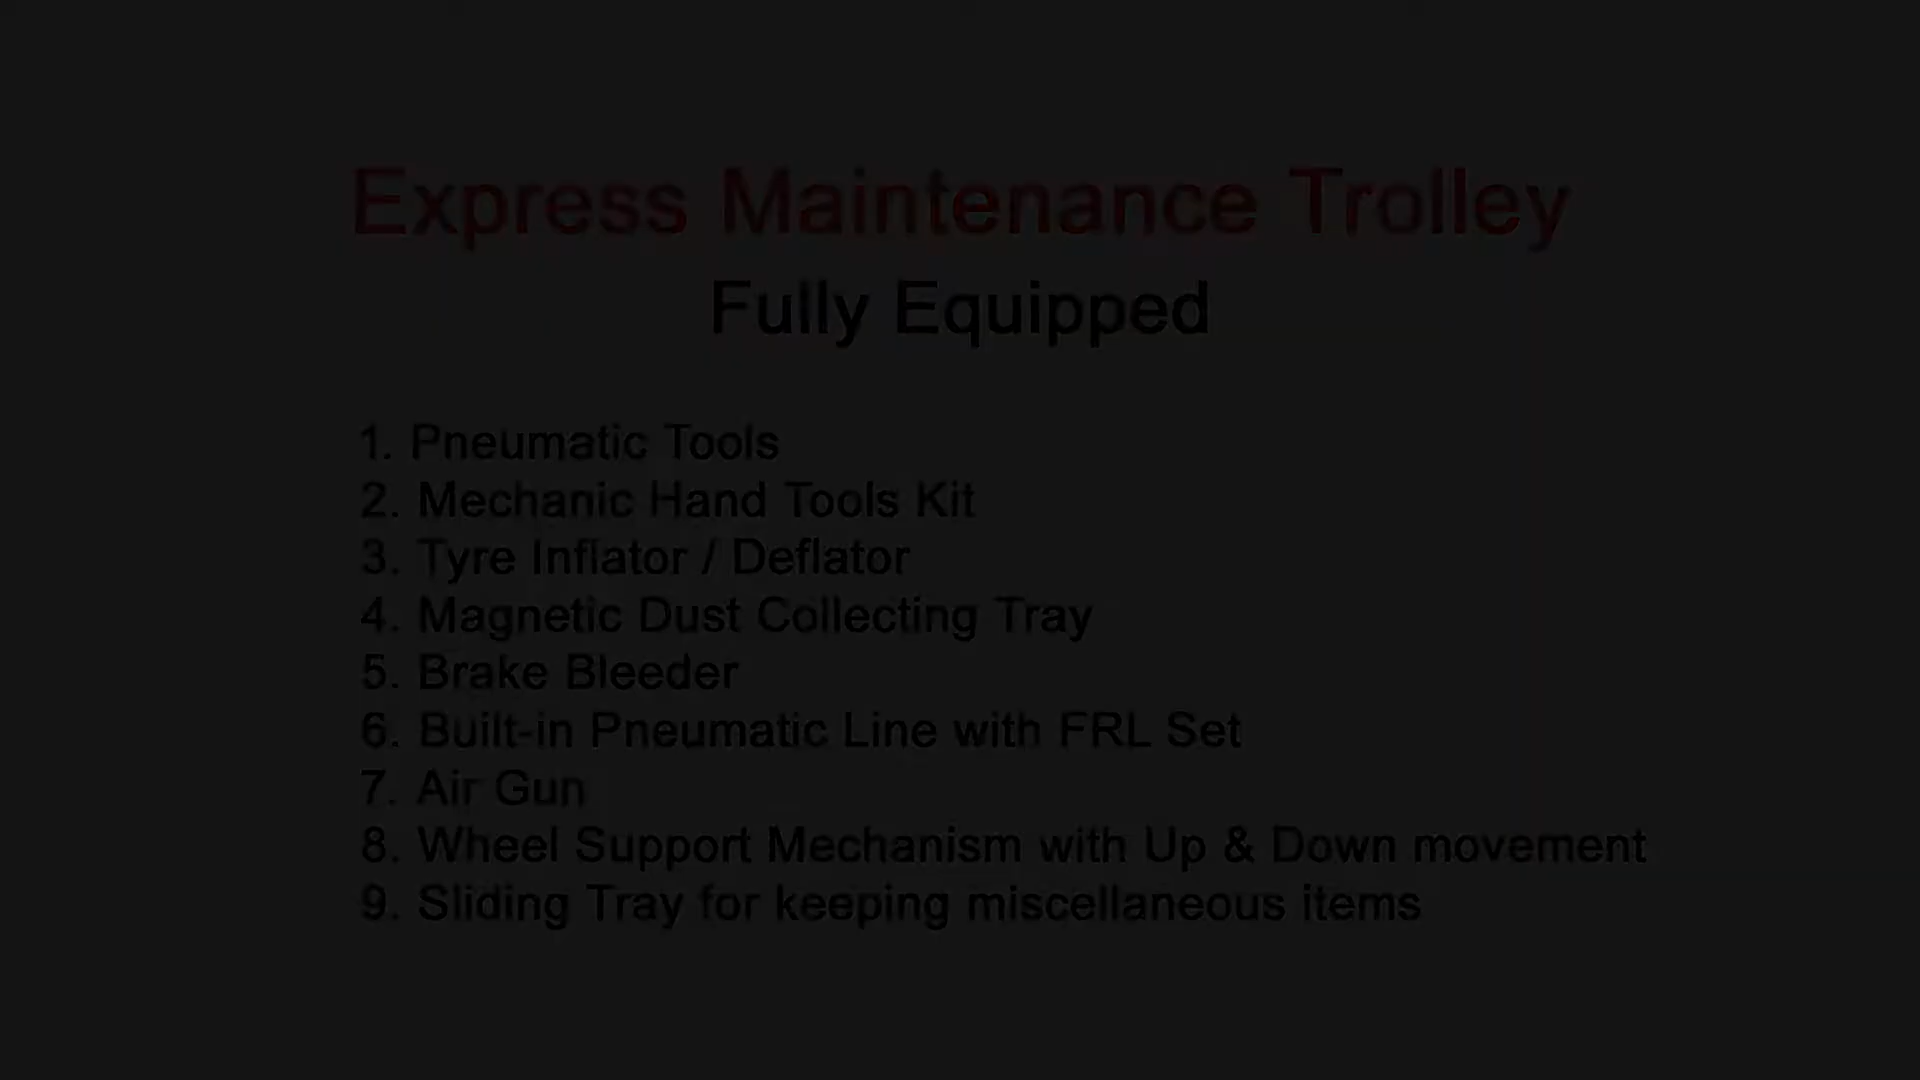 Express Maintenance Trolley
Fully Equipped
1. Pneumatic Tools
2. Mechanic Hand Tools Kit
3. Tyre Inflator / Deflator
4. Magnetic Dust Collecting Tray
5. Brake Bleeder
6. Built-in Pneumatic Line with FRL Set
7. Air Gun
8. Wheel Support Mechanism with Up & Down movement
9. Sliding Tray for keeping miscellaneous items